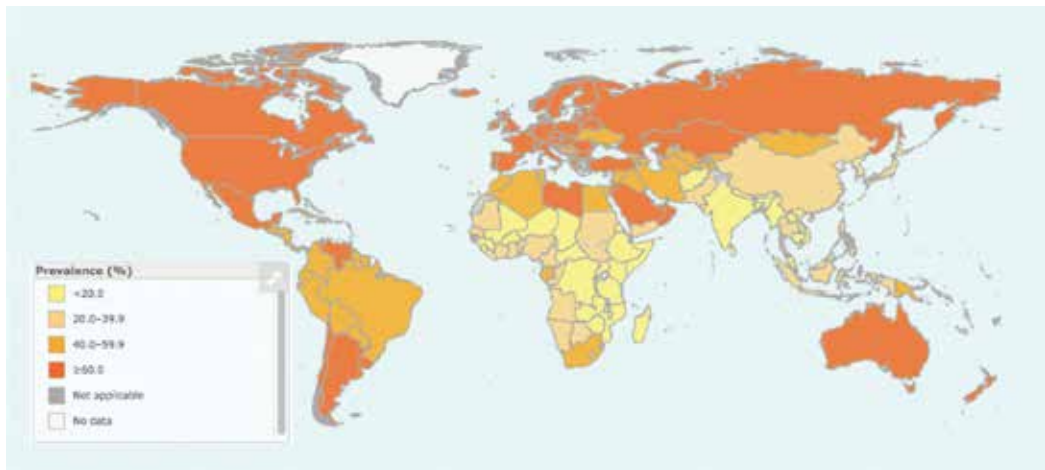 Prevalence (%)
<20.0
20.0–39.9
40.0–59.9
≥60.0
Not applicable
No data